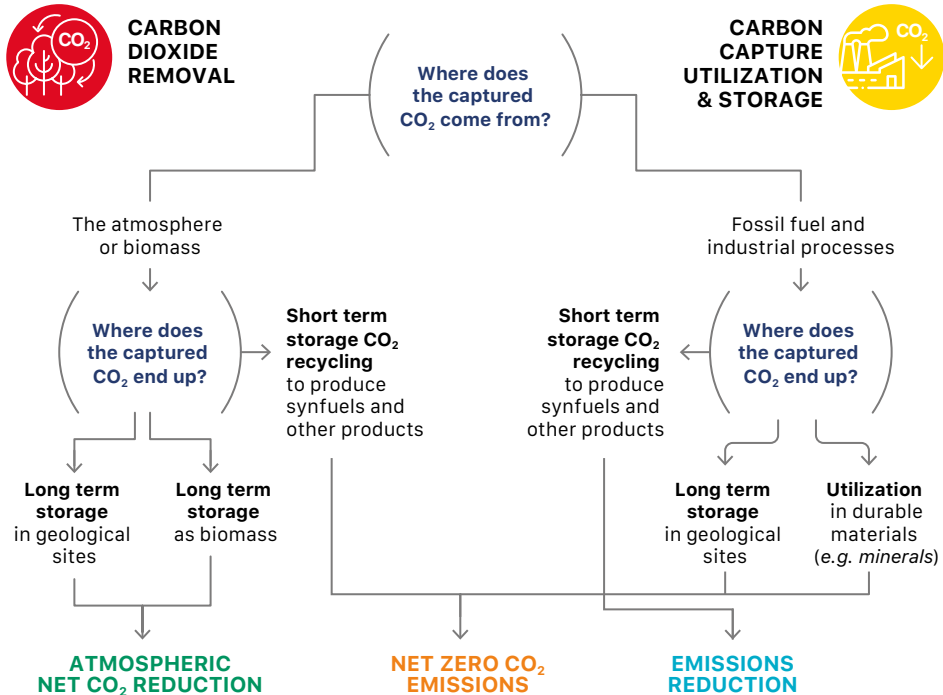 CO₂
CARBON
DIOXIDE
REMOVAL
Where does
the captured
CO₂ come from?
CARBON
CAPTURE
UTILIZATION
& STORAGE
CO₂
The atmosphere
or biomass
Fossil fuel and
industrial processes
Where does
the captured
CO₂ end up?
Short term
storage CO₂
recycling
to produce
synfuels and
other products
Short term
storage CO₂
recycling
to produce
synfuels and
other products
Where does
the captured
CO₂ end up?
Long term
storage
in geological
sites
Long term
storage
as biomass
Long term
storage
in geological
sites
Utilization
in durable
materials
(e.g. minerals)
ATMOSPHERIC
NET CO₂ REDUCTION
NET ZERO CO₂
EMISSIONS
EMISSIONS
REDUCTION